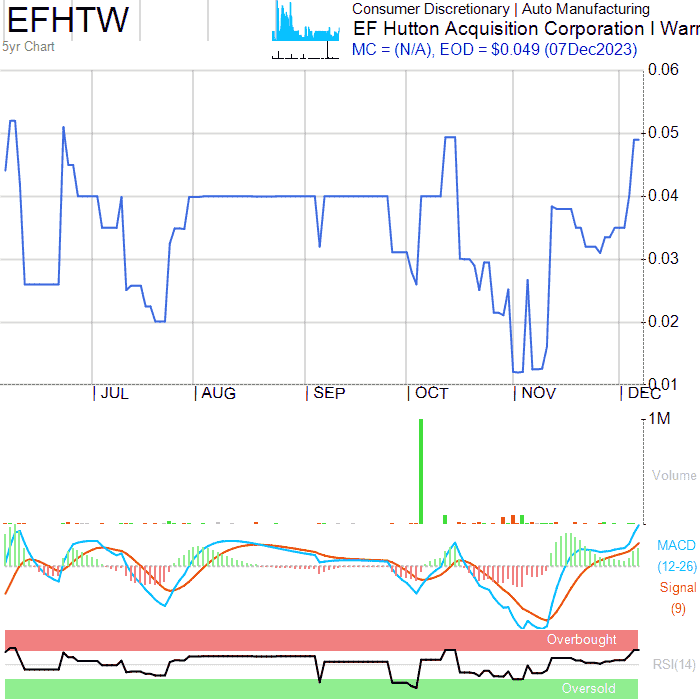 EFHTW
5yr Chart
Consumer Discretionary | Auto Manufacturing
EF Hutton Acquisition Corporation I Warr
MC = (N/A), EOD = $0.049 (07Dec2023)
0.06
0.05
0.04
0.03
0.02
0.01
JUL AUG SEP OCT NOV DEC
1M
Volume
MACD
(12-26)
Signal
(9)
Overbought
RSI(14)
Oversold